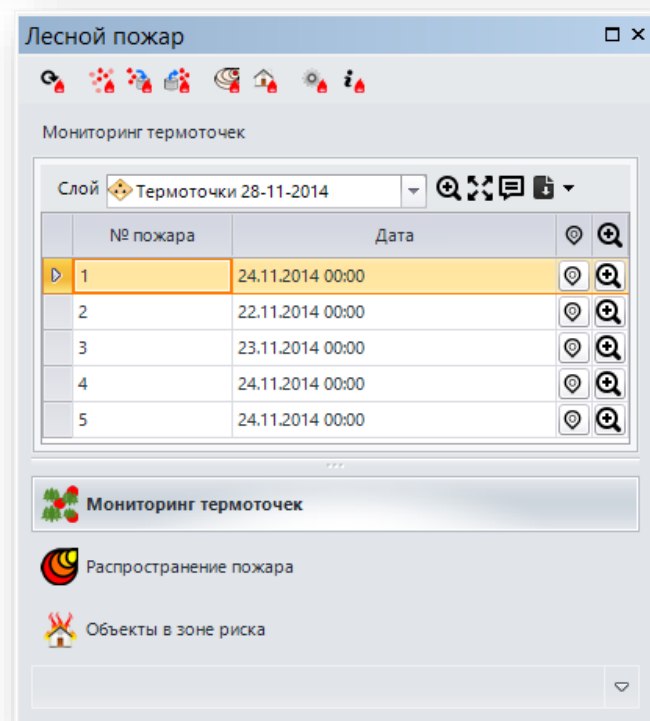 Лесной пожар
Мониторинг термоточек
Слой Термоточки 28-11-2014
№ пожара Дата
1 24.11.2014 00:00
2 22.11.2014 00:00
3 23.11.2014 00:00
4 24.11.2014 00:00
5 24.11.2014 00:00
Мониторинг термоточек
Распространение пожара
Объекты в зоне риска